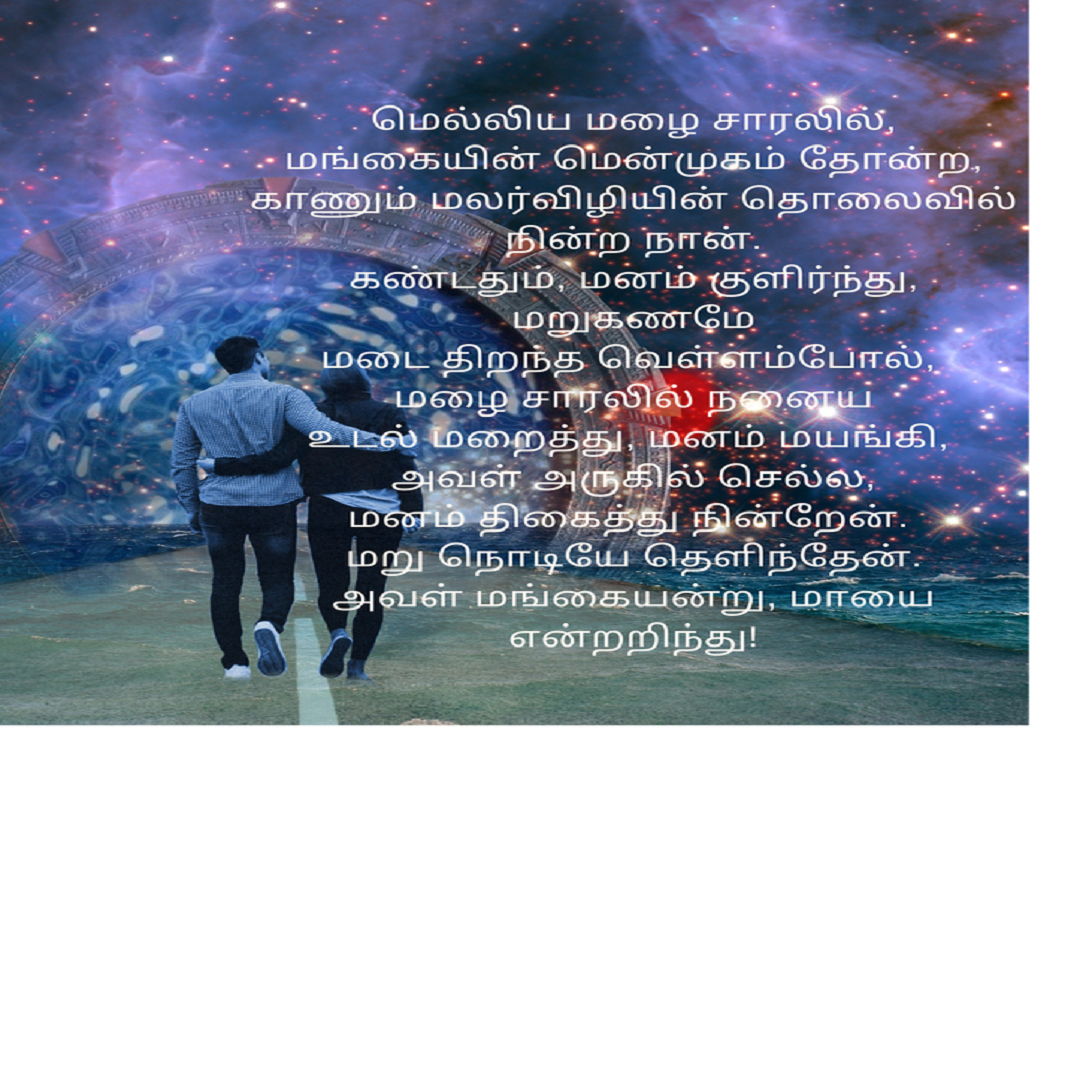 மெல்லிய மழை சாரலில்,
மங்கையின் மென்முகம் தோன்ற,
காணும் மலர்விழியின் தொலைவில்
நின்ற நான்.
கண்டதும், மனம் குளிர்ந்து,
மறுகணமே
மடை திறந்த வெள்ளம்போல்,
மழை சாரலில் நனைய
உடல் மறைத்து, மனம் மயங்கி,
அவள் அருகில் செல்ல,
மனம் திகைத்து நின்றேன்.
மறு நொடியே தெளிந்தேன்.
அவள் மங்கையன்று, மாயை
என்றறிந்து!